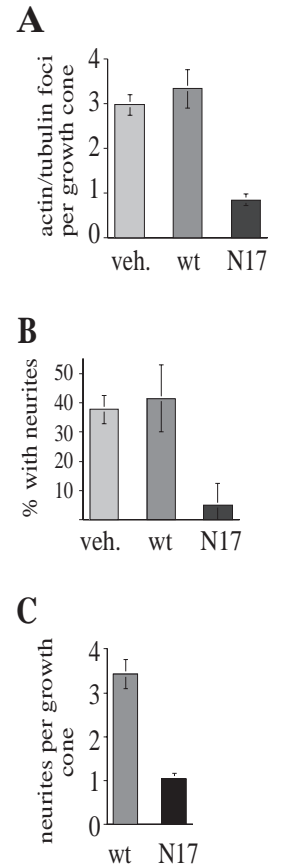 A
actin/tubulin foci
per growth cone
4
3
2
1
0
veh. wt N17
B
% with neurites
50
40
30
20
10
veh. wt N17
C
neurites per growth
cone
4
3
2
1
0
wt N17